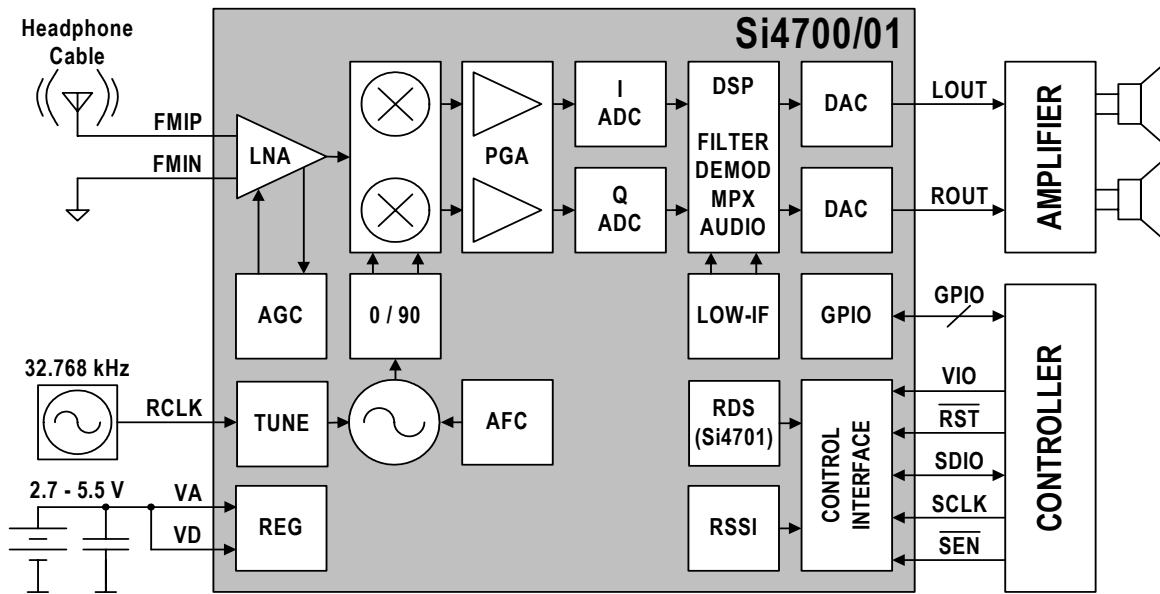 Headphone
Cable
Si4700/01
FMIP
FMIN
LNA
PGA
I
ADC
Q
ADC
DSP
FILTER
DEMOD
MPX
AUDIO
DAC
DAC
LOUT
ROUT
AMPLIFIER
AGC
0 / 90
LOW-IF
GPIO
GPIO
32.768 kHz
RCLK
TUNE
AFC
RDS
(Si4701)
CONTROL
INTERFACE
VIO
RST
SDIO
SCLK
SEN
CONTROLLER
2.7 - 5.5 V
VA
VD
REG
RSSI